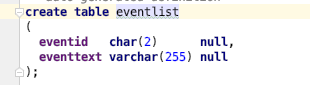 create table eventlist
(
eventid char(2) null,
eventtext varchar(255) null
);